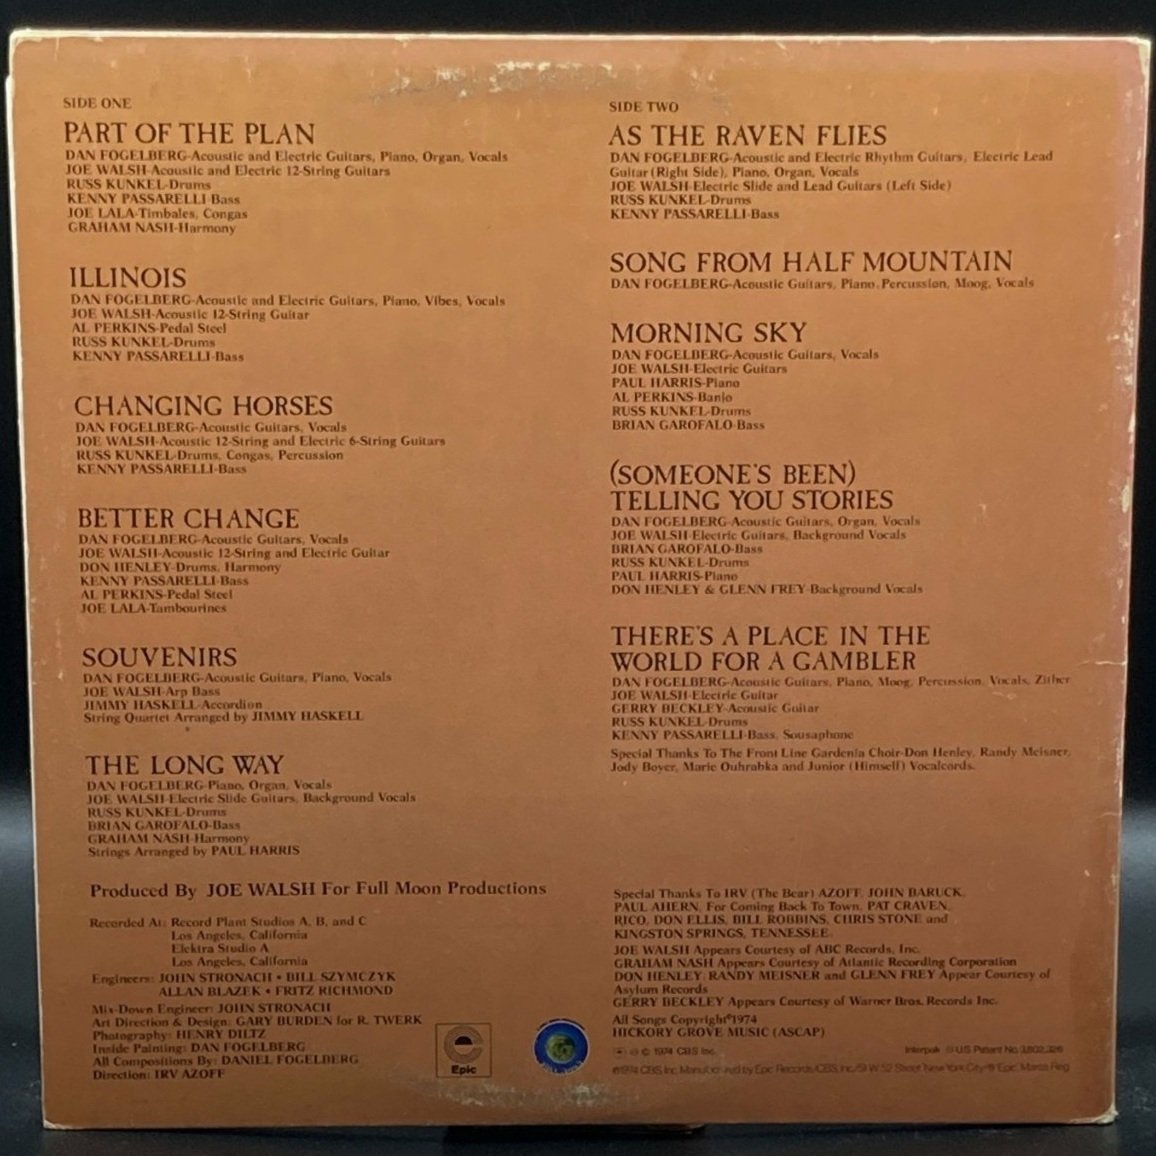 SIDE ONE
PART OF THE PLAN
DAN FOGELBERG-Acoustic and Electric Guitars, Piano, Organ, Vocals
JOE WALSH-Acoustic and Electric 12-String Guitars
RUSS KUNKEL-Drums
KENNY PASSARELLI-Bass
JOE LALA-Timbales, Congas
GRAHAM NASH-Harmony
ILLINOIS
DAN FOGELBERG-Acoustic and Electric Guitars, Piano, Vibes, Vocals
JOE WALSH-Acoustic 12-String Guitar
AL PERKINS-Pedal Steel
RUSS KUNKEL-Drums
KENNY PASSARELLI-Bass
CHANGING HORSES
DAN FOGELBERG-Acoustic Guitars, Vocals
JOE WALSH-Acoustic 12-String and Electric 6-String Guitars
RUSS KUNKEL-Drums, Congas, Percussion
KENNY PASSARELLI-Bass
BETTER CHANGE
DAN FOGELBERG-Acoustic Guitars, Vocals
JOE WALSH-Acoustic 12-String and Electric Guitar
DON HENLEY-Drums, Harmony
KENNY PASSARELLI-Bass
AL PERKINS-Pedal Steel
JOE LALA-Tambourines
SOUVENIRS
DAN FOGELBERG-Acoustic Guitars, Piano, Vocals
JOE WALSH-Arp Bass
JIMMY HASKELL-Accordion
String Quartet Arranged by JIMMY HASKELL
THE LONG WAY
DAN FOGELBERG-Piano, Organ, Vocals
JOE WALSH-Electric Slide Guitars, Background Vocals
RUSS KUNKEL-Drums
BRIAN GAROFALO-Bass
GRAHAM NASH-Harmony
Strings Arranged by PAUL HARRIS
Produced By JOE WALSH For Full Moon Productions
Recorded At: Record Plant Studios A, B, and C
Los Angeles, California
Elektra Studio A
Los Angeles, California
Engineers: JOHN STRONACH • BILL SZYMCZYK
ALLAN BLAZEK • FRITZ RICHMOND
Mix-Down Engineer: JOHN STRONACH
Art Direction & Design: GARY BURDEN for R. TWERK
Photography: HENRY DILTZ
Inside Painting: DAN FOGELBERG
All Compositions By: DANIEL FOGELBERG
Direction: IRV AZOFF
Epic
SIDE TWO
AS THE RAVEN FLIES
DAN FOGELBERG-Acoustic and Electric Rhythm Guitars, Electric Lead
Guitar (Right Side), Piano, Organ, Vocals
JOE WALSH-Electric Slide and Lead Guitars (Left Side)
RUSS KUNKEL-Drums
KENNY PASSARELLI-Bass
SONG FROM HALF MOUNTAIN
DAN FOGELBERG-Acoustic Guitars, Piano, Percussion, Moog, Vocals
MORNING SKY
DAN FOGELBERG-Acoustic Guitars, Vocals
JOE WALSH-Electric Guitars
PAUL HARRIS-Piano
AL PERKINS-Banjo
RUSS KUNKEL-Drums
BRIAN GAROFALO-Bass
(SOMEONE'S BEEN)
TELLING YOU STORIES
DAN FOGELBERG-Acoustic Guitars, Organ, Vocals
JOE WALSH-Electric Guitars, Background Vocals
BRIAN GAROFALO-Bass
RUSS KUNKEL-Drums
PAUL HARRIS-Piano
DON HENLEY & GLENN FREY-Background Vocals
THERE'S A PLACE IN THE
WORLD FOR A GAMBLER
DAN FOGELBERG-Acoustic Guitars, Piano, Moog, Percussion, Vocals, Zither
JOE WALSH-Electric Guitar
GERRY BECKLEY-Acoustic Guitar
RUSS KUNKEL-Drums
KENNY PASSARELLI-Bass, Sousaphone
Special Thanks To The Front Line Gardenia Choir-Don Henley, Randy Meisner,
Jody Boyer, Marie Ouhrabka and Junior (Himself) Vocalcords.
Special Thanks To IRV (The Bear) AZOFF, JOHN BARUCK,
PAUL AHERN, For Coming Back To Town, PAT CRAVEN,
RICO, DON ELLIS, BILL ROBBINS, CHRIS STONE and
KINGSTON SPRINGS, TENNESSEE.
JOE WALSH Appears Courtesy of ABC Records, Inc.
GRAHAM NASH Appears Courtesy of Atlantic Recording Corporation
DON HENLEY, RANDY MEISNER and GLENN FREY Appear Courtesy of
Asylum Records
GERRY BECKLEY Appears Courtesy of Warner Bros. Records Inc.
All Songs Copyright©1974
HICKORY GROVE MUSIC (ASCAP)
© 1974 CBS Inc. Interpak ® U.S. Patent No. 3,802,326
℗1974 CBS Inc. Manufactured by Epic Records/CBS, Inc./51 W. 52 Street New York City ® "Epic, Marca Reg.